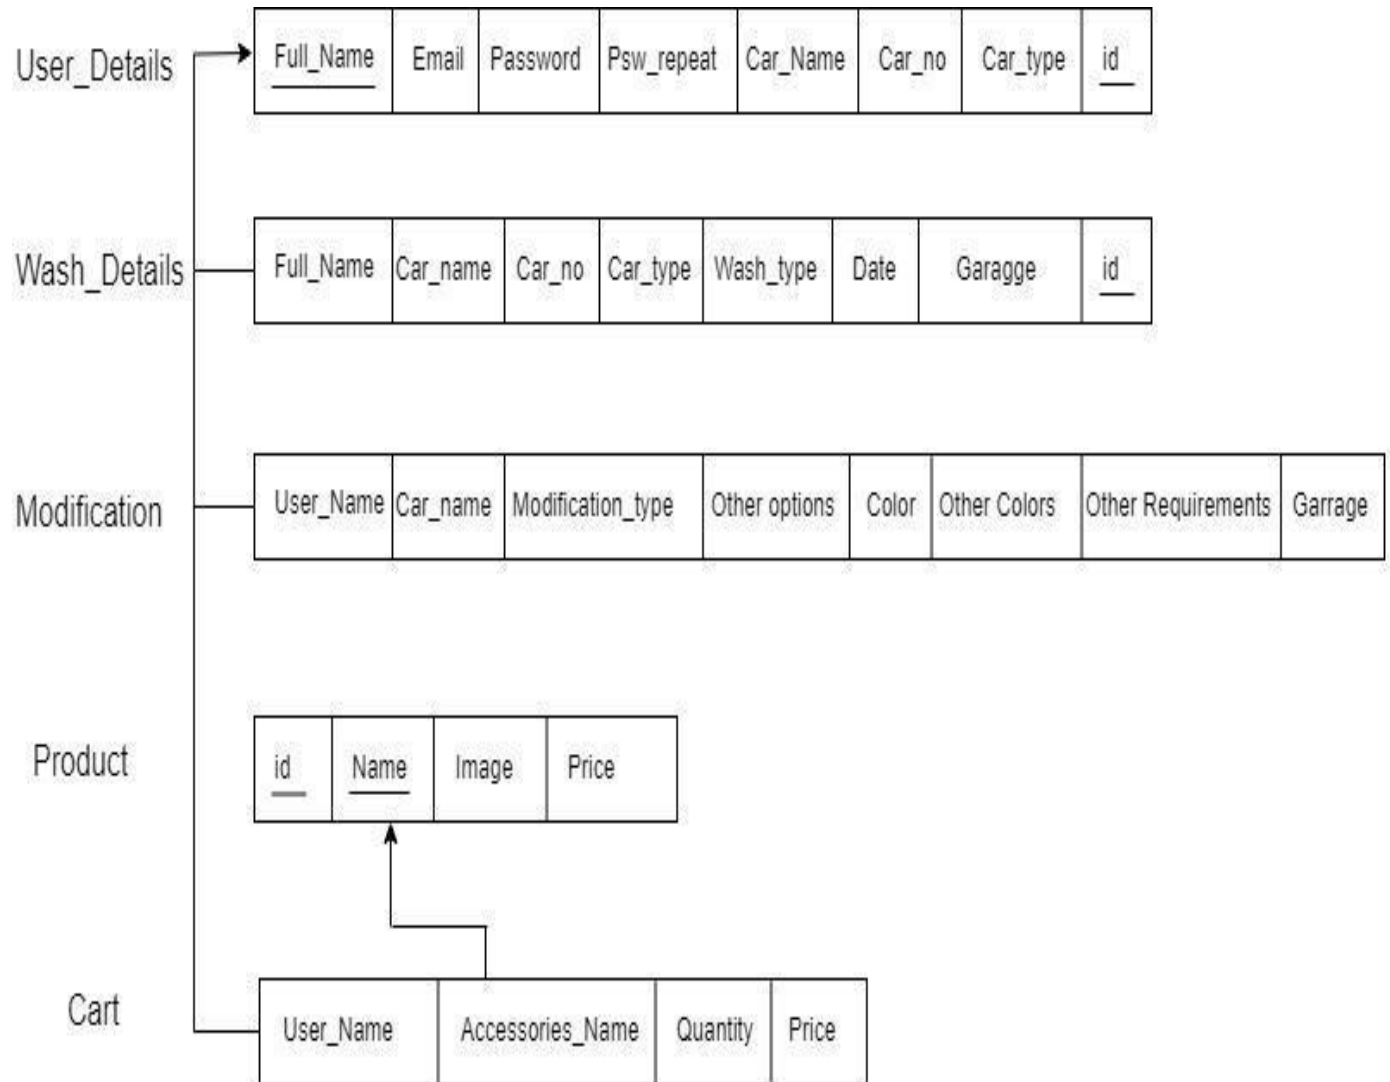 User_Details Full_Name Email Password Psw_repeat Car_Name Car_no Car_type id
Wash_Details Full_Name Car_name Car_no Car_type Wash_type Date Garagge id
Modification User_Name Car_name Modification_type Other options Color Other Colors Other Requirements Garrage
Product id Name Image Price
Cart User_Name Accessories_Name Quantity Price